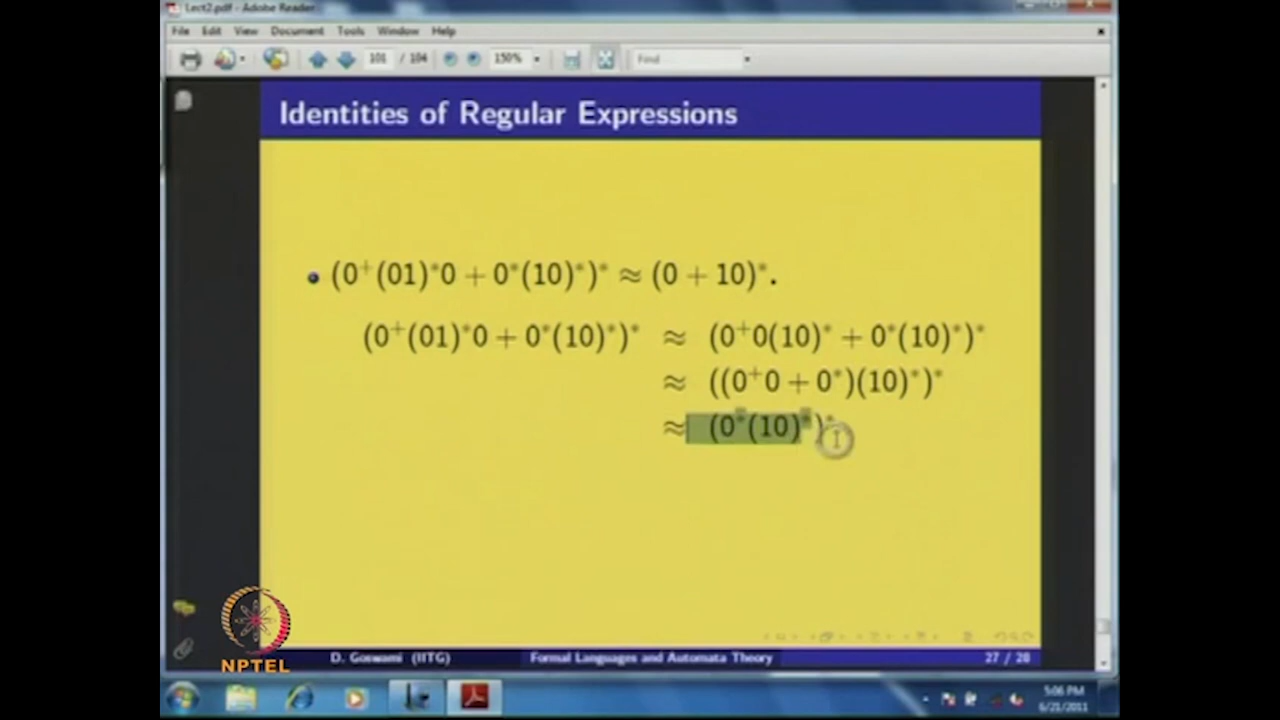 Lect2.pdf - Adobe Reader
File Edit View Document Tools Window Help
101 / 104 150% Find
Identities of Regular Expressions
• (0⁺(01)*0 + 0*(10)*)* ≈ (0 + 10)*.
(0⁺(01)*0 + 0*(10)*)* ≈ (0⁺0(10)* + 0*(10)*)*
≈ ((0⁺0 + 0*)(10)*)*
≈ (0*(10)*)*
NPTEL
D. Goswami (IITG) Formal Languages and Automata Theory 27 / 28
5:06 PM
6/21/2011